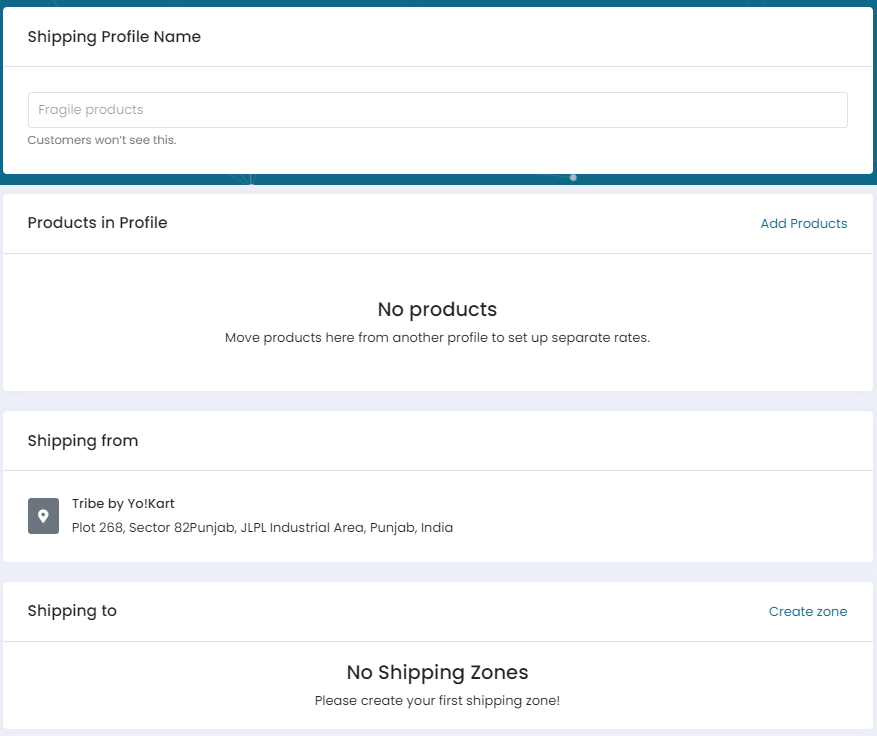 Shipping Profile Name
Fragile products
Customers won't see this.
Products in Profile
Add Products
No products
Move products here from another profile to set up separate rates.
Shipping from
Tribe by Yo!Kart
Plot 268, Sector 82Punjab, JLPL Industrial Area, Punjab, India
Shipping to
Create zone
No Shipping Zones
Please create your first shipping zone!